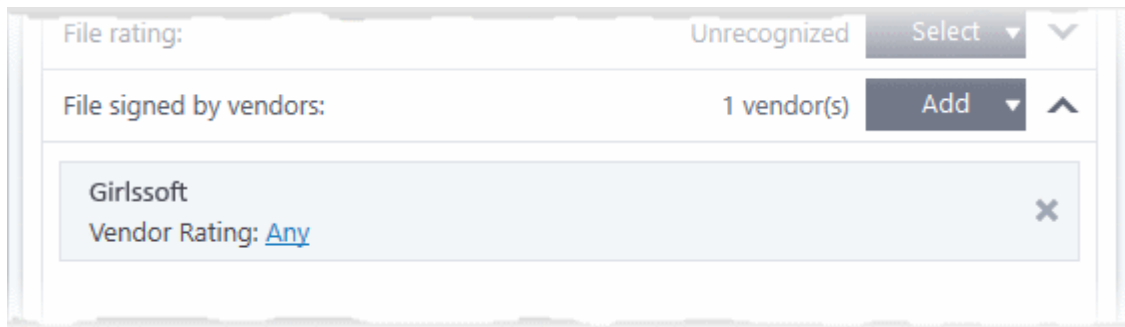 File rating: Unrecognized Select
File signed by vendors: 1 vendor(s) Add
Girlssoft
Vendor Rating: Any